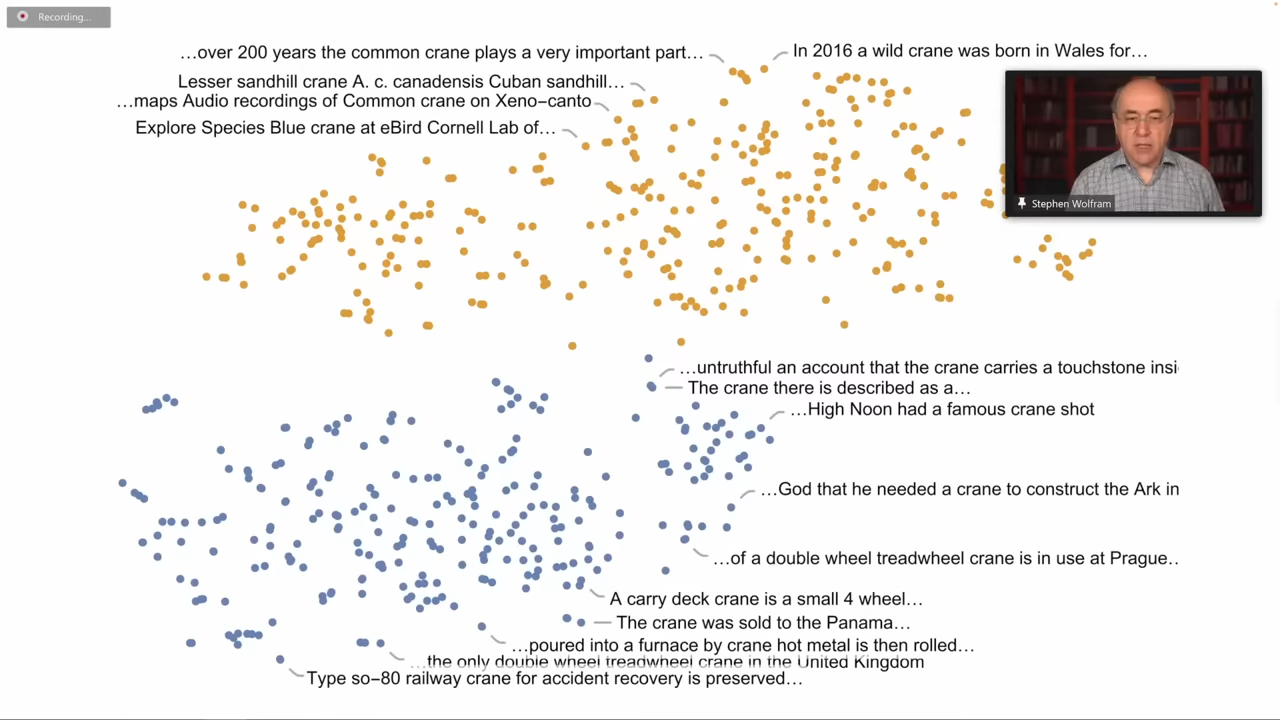 Recording...
…over 200 years the common crane plays a very important part…
In 2016 a wild crane was born in Wales for…
Lesser sandhill crane A. c. canadensis Cuban sandhill…
…maps Audio recordings of Common crane on Xeno–canto
Explore Species Blue crane at eBird Cornell Lab of…
Stephen Wolfram
…untruthful an account that the crane carries a touchstone insi
The crane there is described as a…
…High Noon had a famous crane shot
…God that he needed a crane to construct the Ark in
…of a double wheel treadwheel crane is in use at Prague..
A carry deck crane is a small 4 wheel…
The crane was sold to the Panama…
…poured into a furnace by crane hot metal is then rolled…
…the only double wheel treadwheel crane in the United Kingdom
Type so–80 railway crane for accident recovery is preserved…